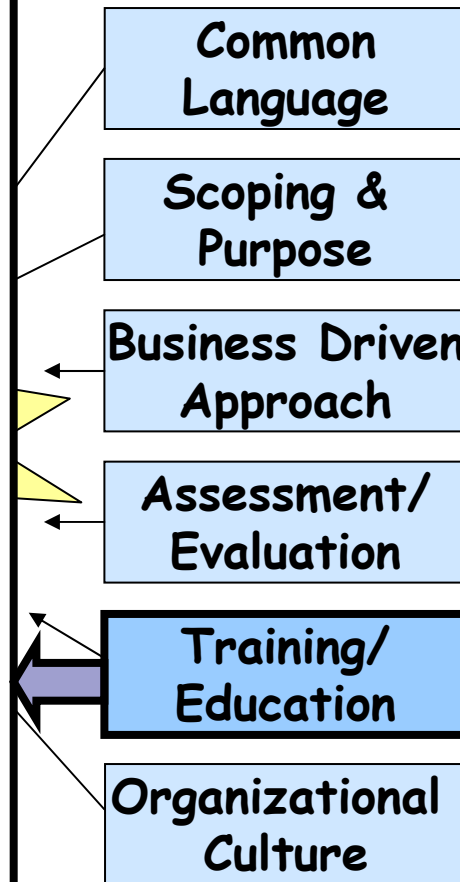 Common
Language
Scoping &
Purpose
Business Driven
Approach
Assessment/
Evaluation
Training/
Education
Organizational
Culture